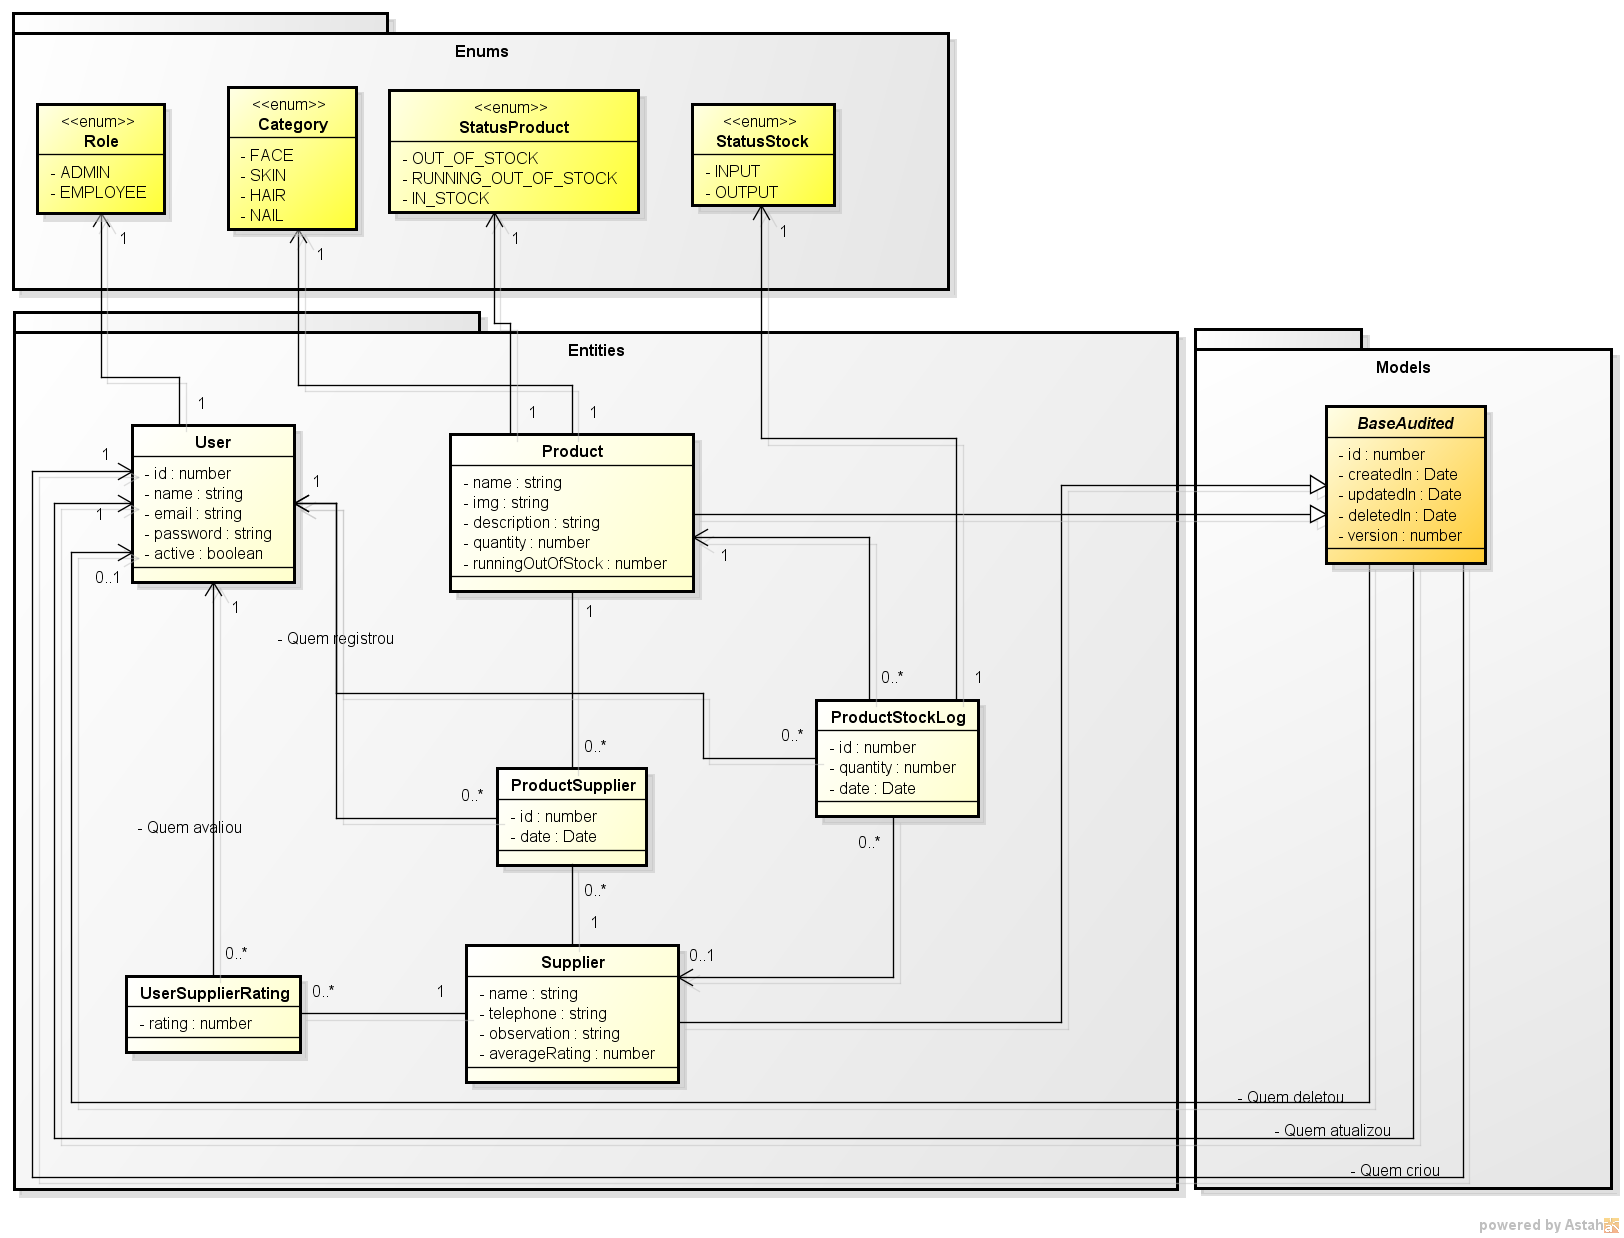 Enums
<<enum>>
Role
- ADMIN
- EMPLOYEE
1
<<enum>>
Category
- FACE
- SKIN
- HAIR
- NAIL
1
<<enum>>
StatusProduct
- OUT_OF_STOCK
- RUNNING_OUT_OF_STOCK
- IN_STOCK
1
<<enum>>
StatusStock
- INPUT
- OUTPUT
1
Entities
1
User
- id : number
- name : string
- email : string
- password : string
- active : boolean
1
1
0..1
1
1
1
1
Product
- name : string
- img : string
- description : string
- quantity : number
- runningOutOfStock : number
1
1
- Quem registrou
0..*
1
ProductStockLog
- id : number
- quantity : number
- date : Date
0..*
0..*
0..*
0..*
ProductSupplier
- id : number
- date : Date
0..*
1
- Quem avaliou
0..*
UserSupplierRating
- rating : number
0..*
1
0..1
Supplier
- name : string
- telephone : string
- observation : string
- averageRating : number
Models
BaseAudited
- id : number
- createdIn : Date
- updatedIn : Date
- deletedIn : Date
- version : number
- Quem deletou
- Quem atualizou
- Quem criou
powered by Astah